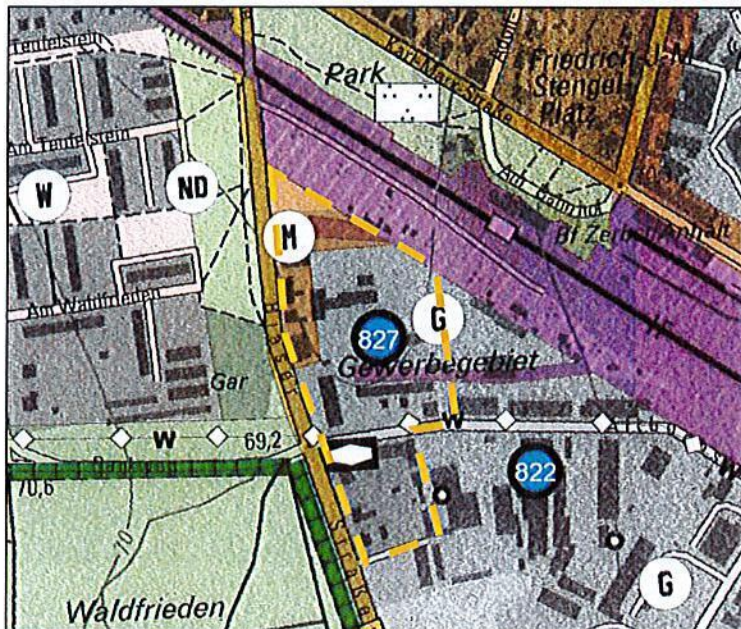 Teufelstein
Park
Karl-Marx-Straße
Friedrich-J-M
Stengel
Platz
Am Teufelstein
W
ND
Am Bahnhof
Bf Zerbst/Anhalt
M
Am Waldfrieden
G
827
Gewerbegebiet
Gar
W
69,2
W
822
70,6
70
Straße
G
Waldfrieden